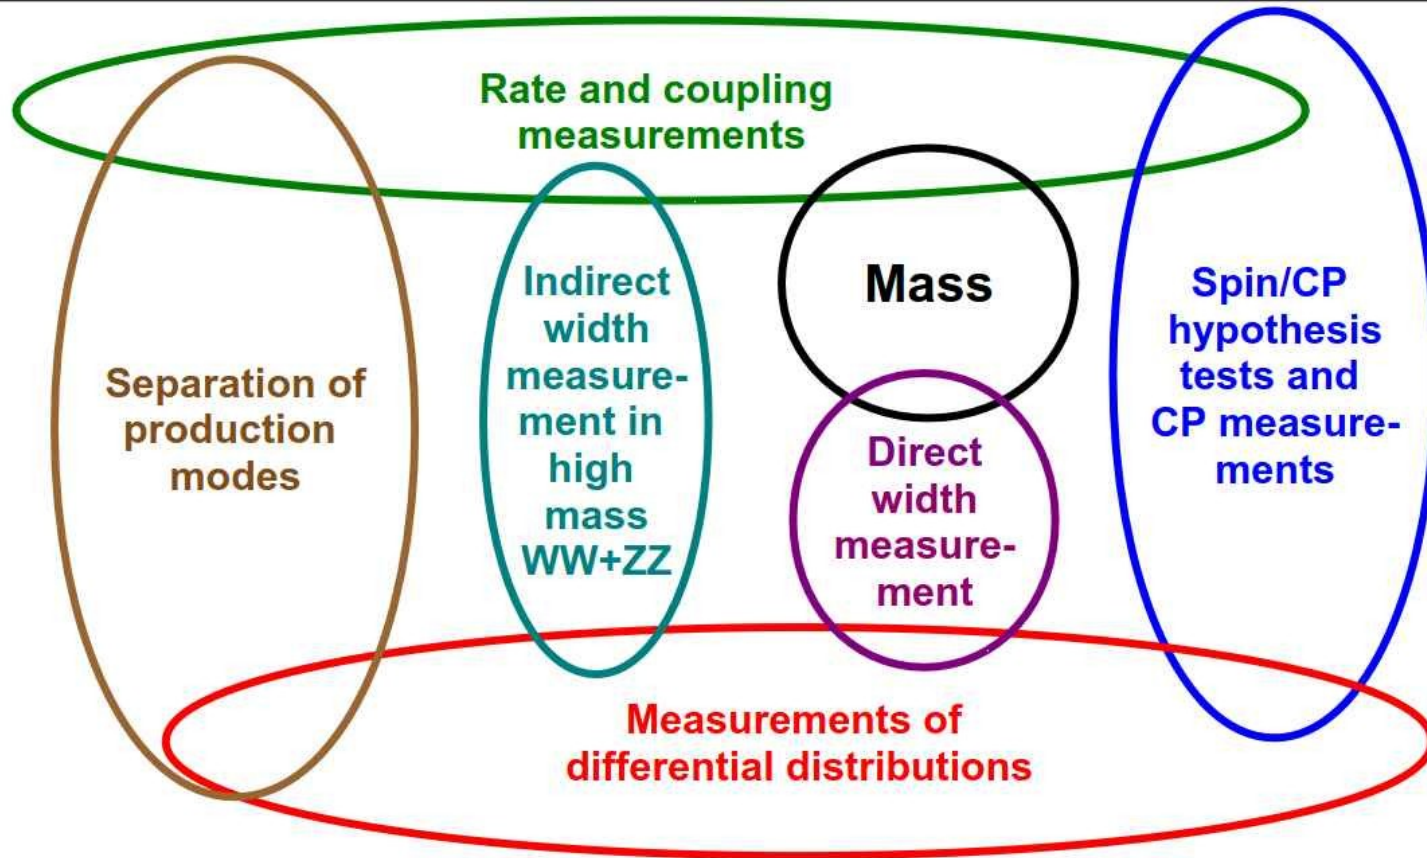 Rate and coupling
measurements
Separation of
production
modes
Indirect
width
measure-
ment in
high
mass
WW+ZZ
Mass
Direct
width
measure-
ment
Spin/CP
hypothesis
tests and
CP measure-
ments
Measurements of
differential distributions